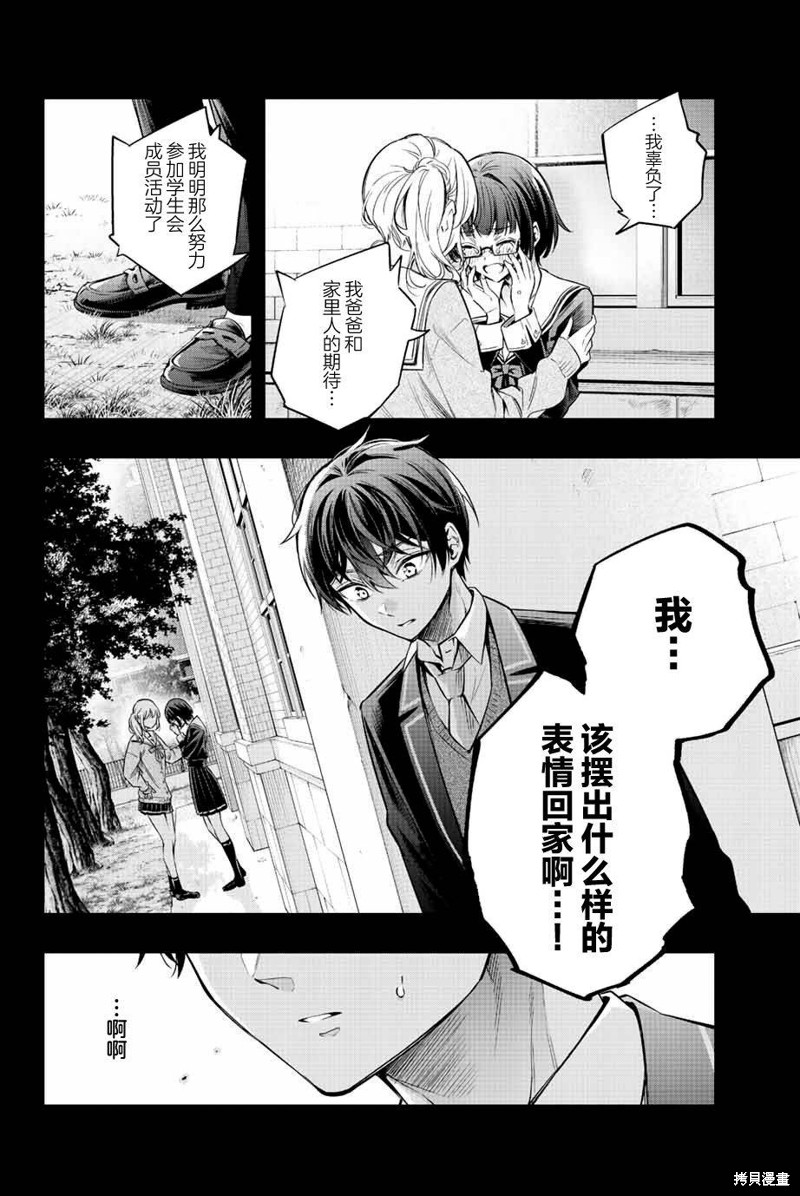 …我辜负了…
我爸爸和
家里人的期待…
我明明那么努力
参加学生会
成员活动了
我…
该摆出什么样的
表情回家啊…!
…啊啊
拷貝漫畫